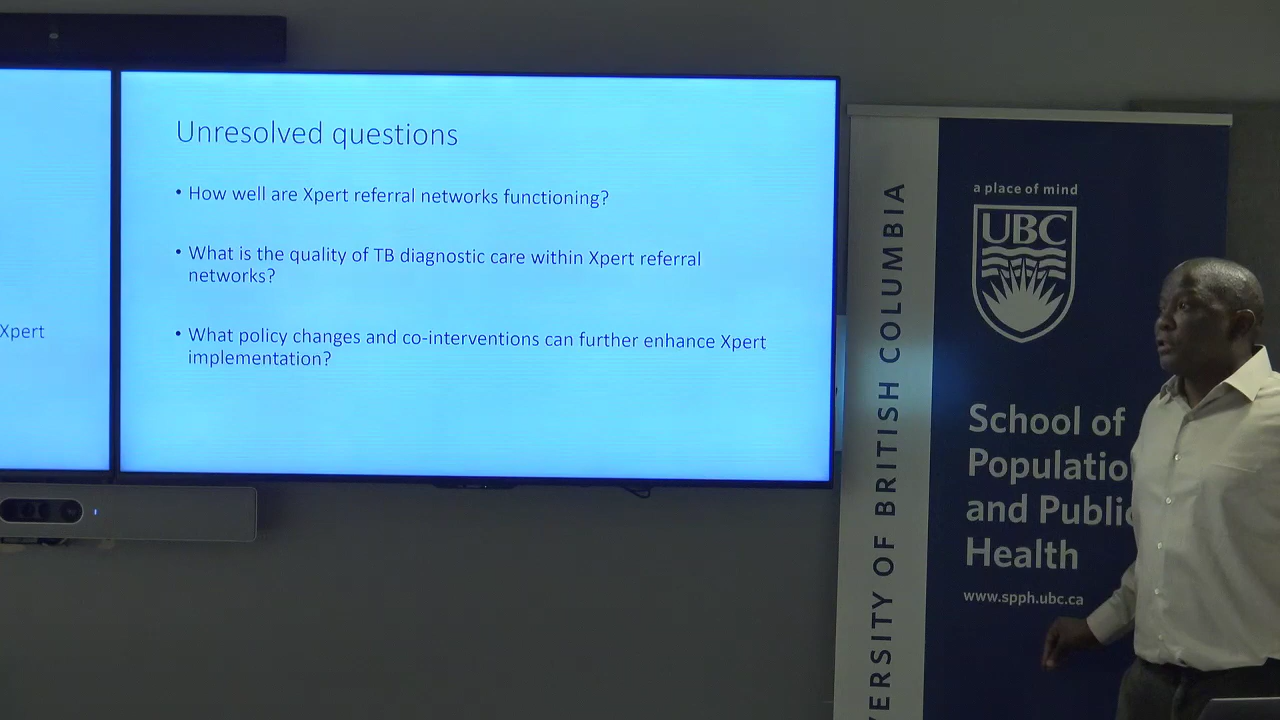 Xpert
Unresolved questions
• How well are Xpert referral networks functioning?
• What is the quality of TB diagnostic care within Xpert referral
networks?
• What policy changes and co-interventions can further enhance Xpert
implementation?
VERSITY OF BRITISH COLUMBIA
a place of mind
UBC
School of
Populatio
and Public
Health
www.spph.ubc.ca